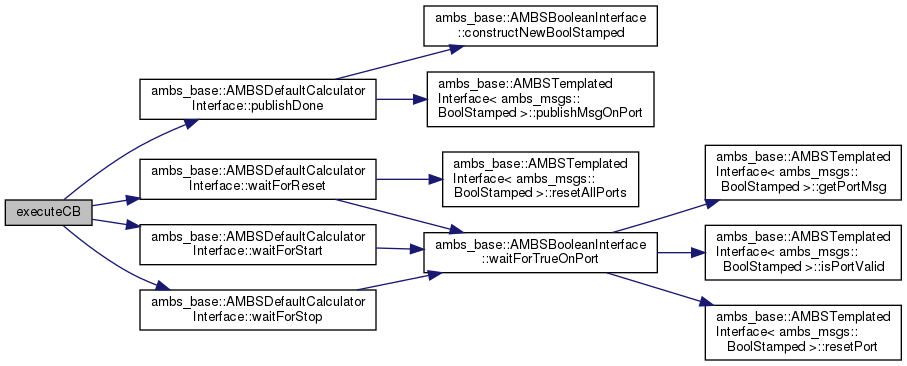 executeCB
ambs_base::AMBSDefaultCalculator
Interface::publishDone
ambs_base::AMBSBooleanInterface
::constructNewBoolStamped
ambs_base::AMBSTemplated
Interface< ambs_msgs::
BoolStamped >::publishMsgOnPort
ambs_base::AMBSDefaultCalculator
Interface::waitForReset
ambs_base::AMBSTemplated
Interface< ambs_msgs::
BoolStamped >::resetAllPorts
ambs_base::AMBSDefaultCalculator
Interface::waitForStart
ambs_base::AMBSBooleanInterface
::waitForTrueOnPort
ambs_base::AMBSDefaultCalculator
Interface::waitForStop
ambs_base::AMBSTemplated
Interface< ambs_msgs::
BoolStamped >::getPortMsg
ambs_base::AMBSTemplated
Interface< ambs_msgs::
BoolStamped >::isPortValid
ambs_base::AMBSTemplated
Interface< ambs_msgs::
BoolStamped >::resetPort